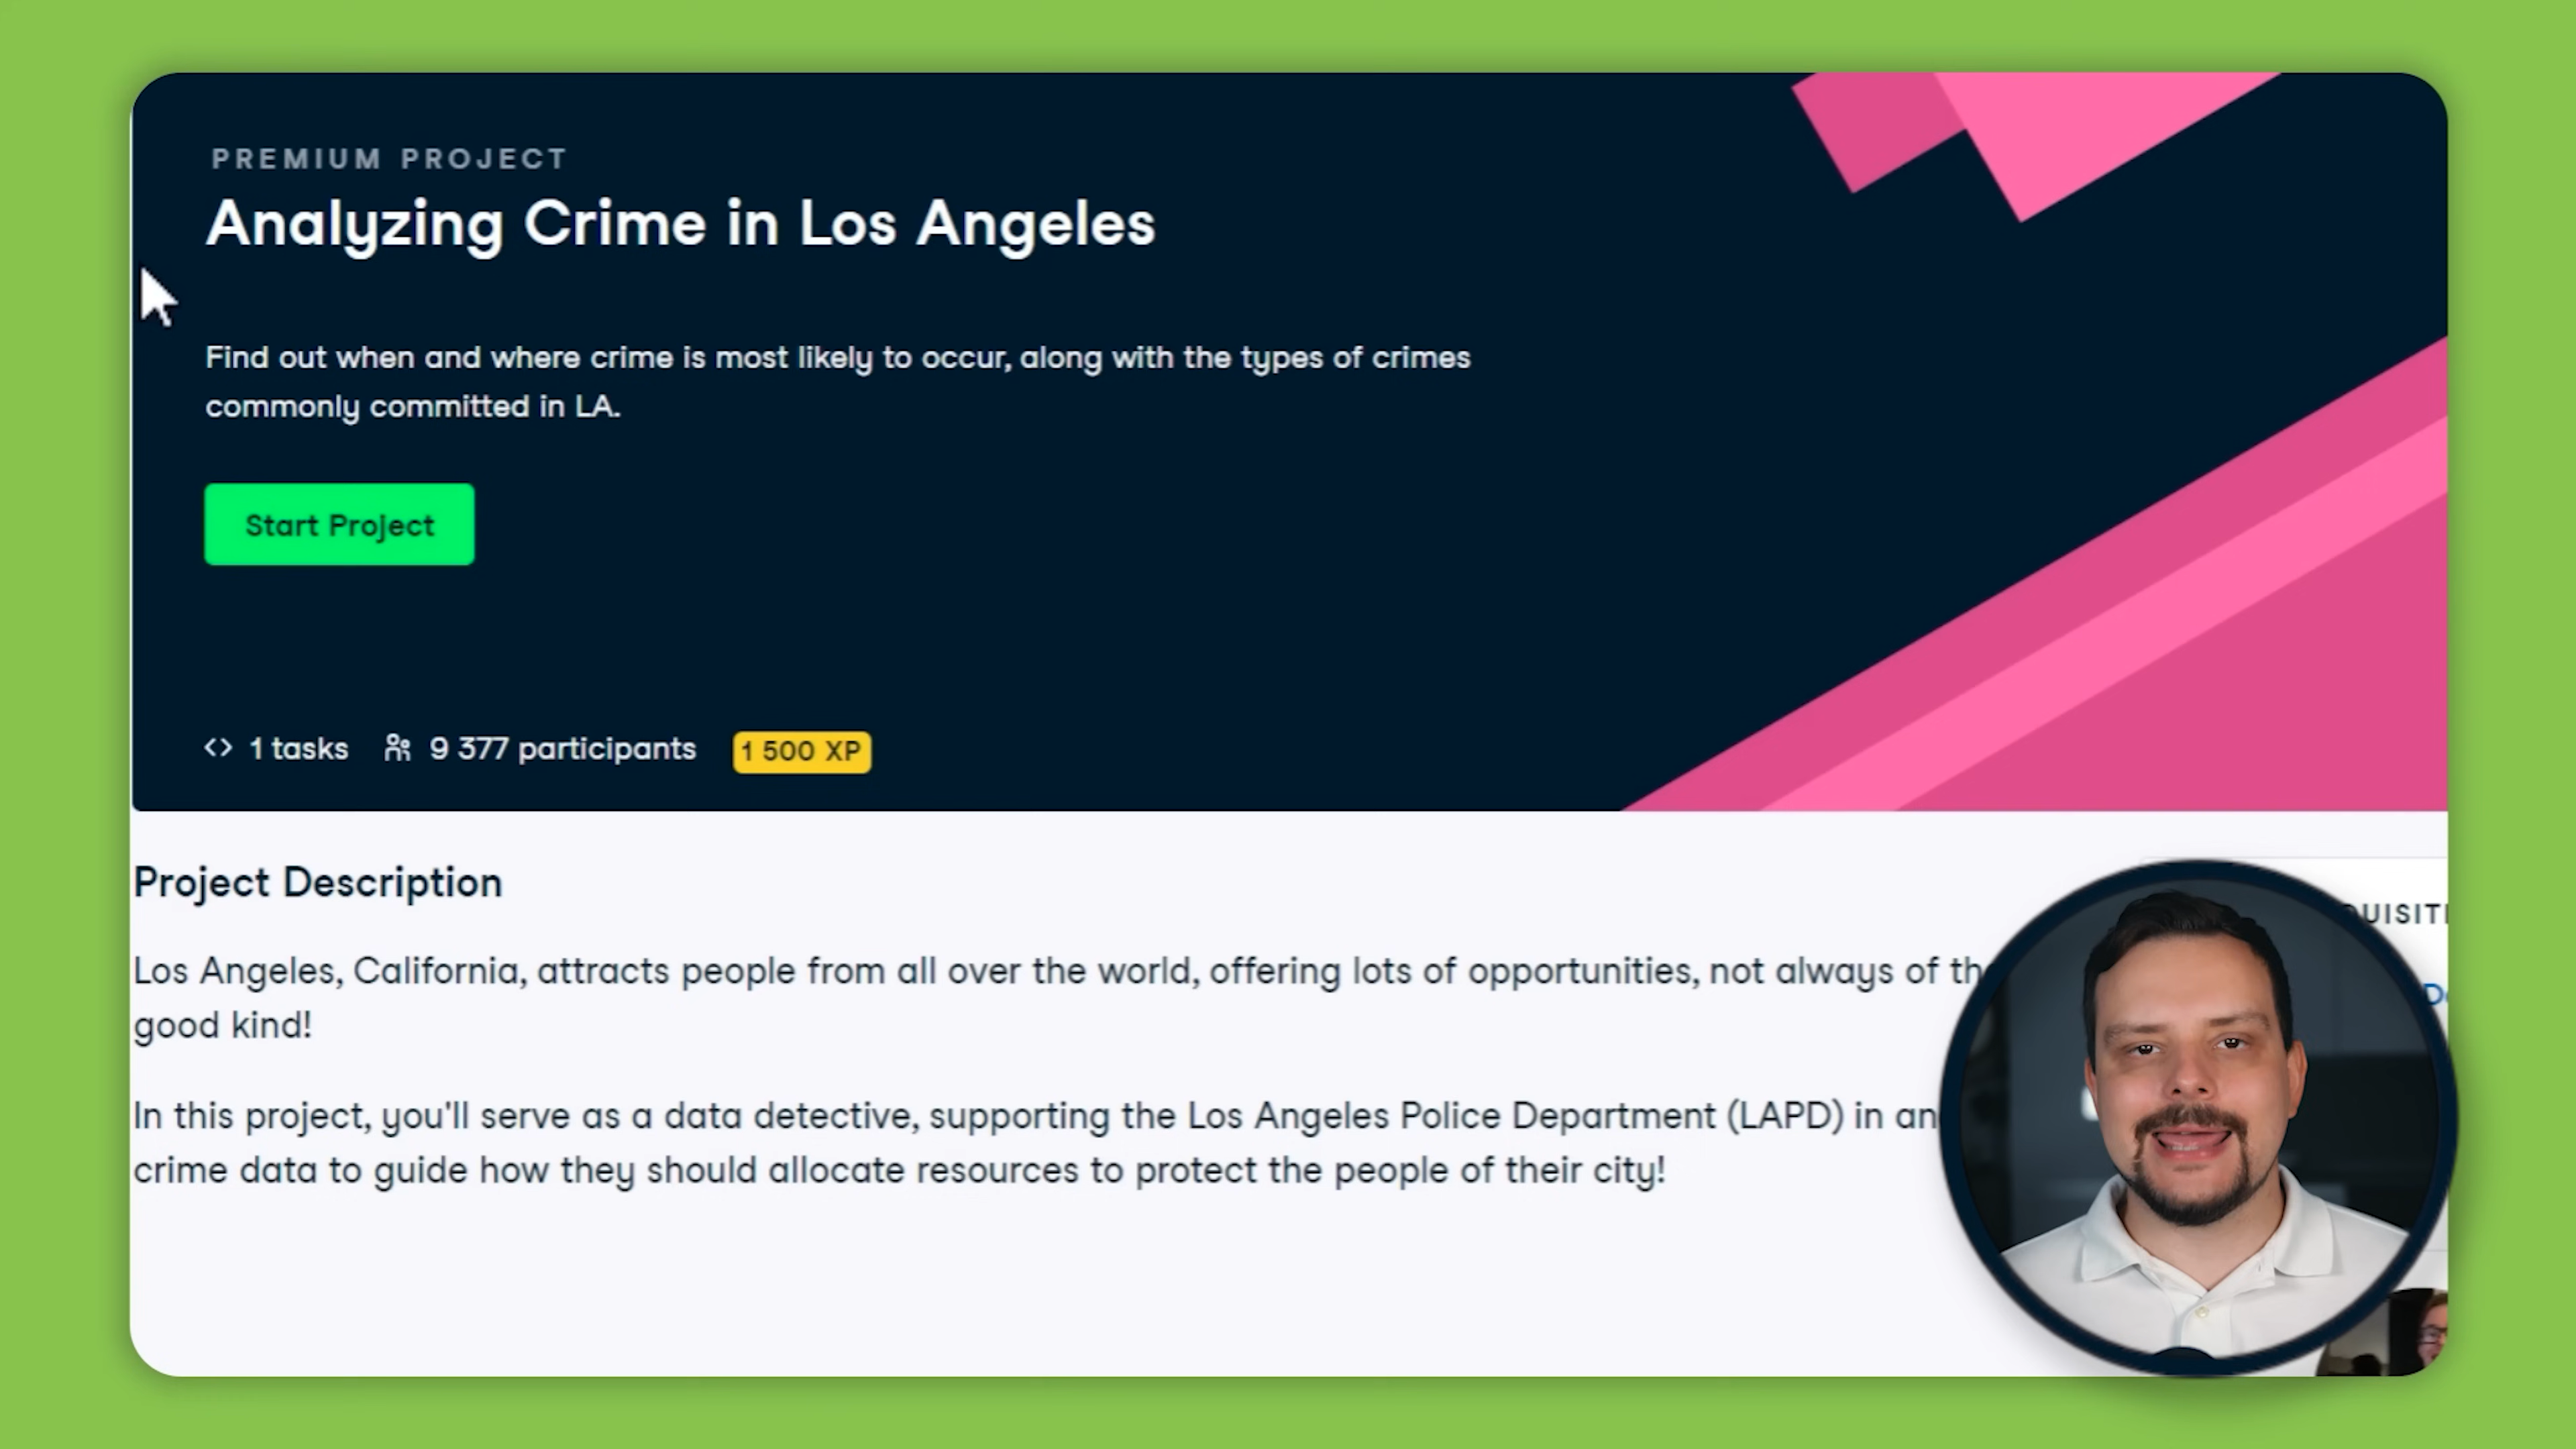 PREMIUM PROJECT
Analyzing Crime in Los Angeles
Find out when and where crime is most likely to occur, along with the types of crimes
commonly committed in LA.
Start Project
1 tasks 9 377 participants 1 500 XP
Project Description
Los Angeles, California, attracts people from all over the world, offering lots of opportunities, not always of
good kind!
In this project, you'll serve as a data detective, supporting the Los Angeles Police Department (LAPD) in
crime data to guide how they should allocate resources to protect the people of their city!